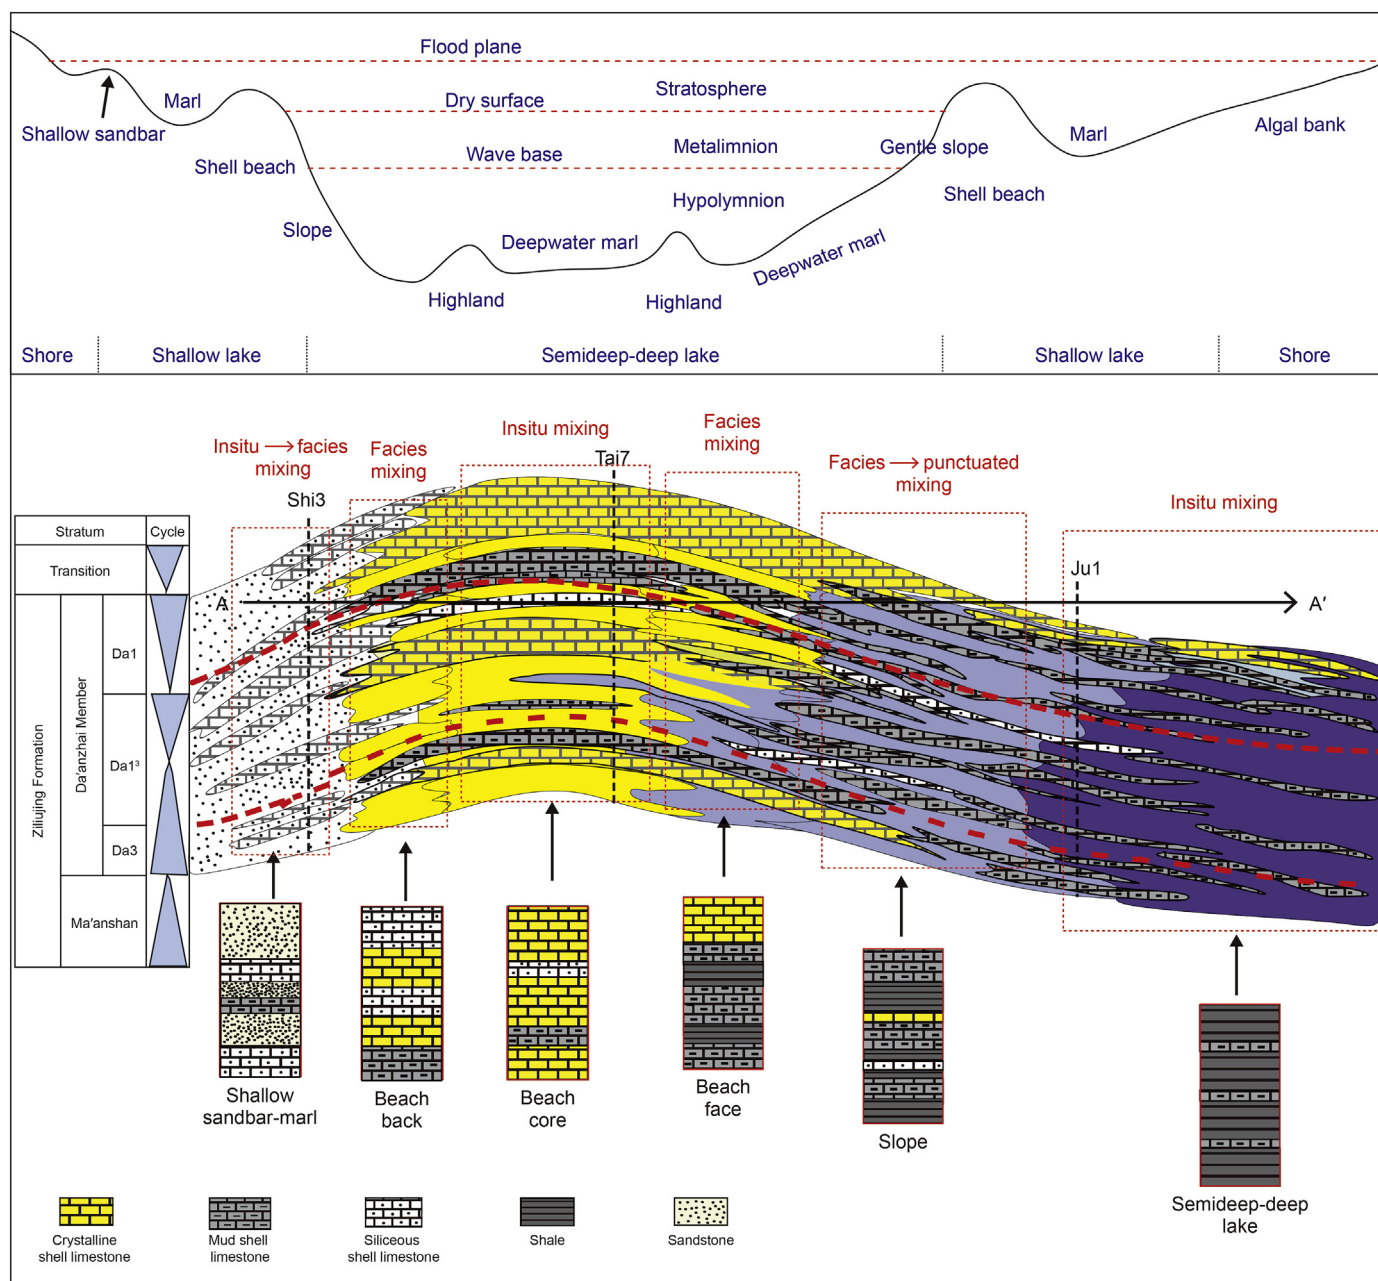 Flood plane
Stratosphere
Marl
Dry surface
Shallow sandbar
Marl
Algal bank
Metalimnion
Gentle slope
Wave base
Shell beach
Shell beach
Hypolymnion
Slope
Deepwater marl
Deepwater marl
Highland
Highland
Shore
Shallow lake
Semideep-deep lake
Shallow lake
Shore
Insitu → facies
mixing
Facies
mixing
Insitu mixing
Facies
mixing
Facies → punctuated
mixing
Insitu mixing
Shi3
Tai7
Ju1
A
A′
Stratum
Cycle
Transition
Ziliujing Formation
Da'anzhai Member
Da1
Da1³
Da3
Ma'anshan
Shallow
sandbar-marl
Beach
back
Beach
core
Beach
face
Slope
Semideep-deep
lake
Crystalline
shell limestone
Mud shell
limestone
Siliceous
shell limestone
Shale
Sandstone